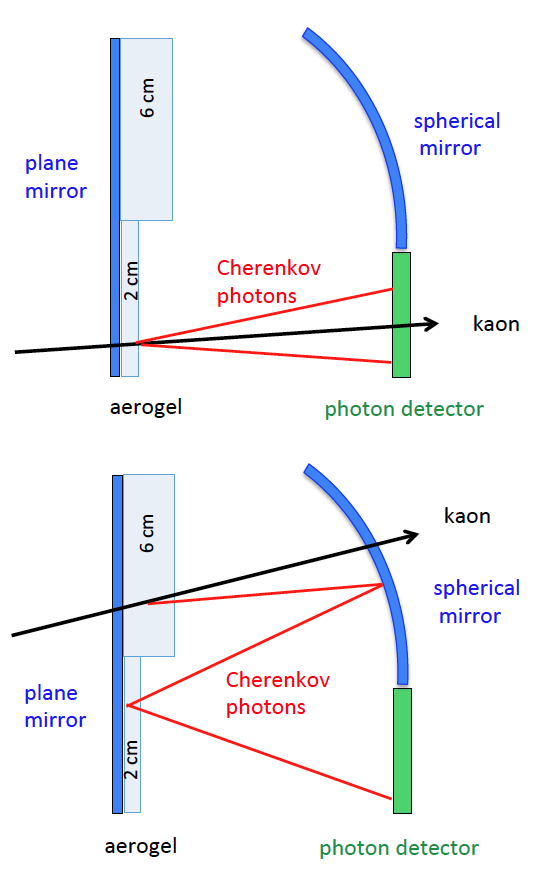 6 cm
spherical
mirror
plane
mirror
2 cm
Cherenkov
photons
kaon
aerogel
photon detector
6 cm
kaon
spherical
mirror
Cherenkov
photons
plane
mirror
2 cm
aerogel
photon detector